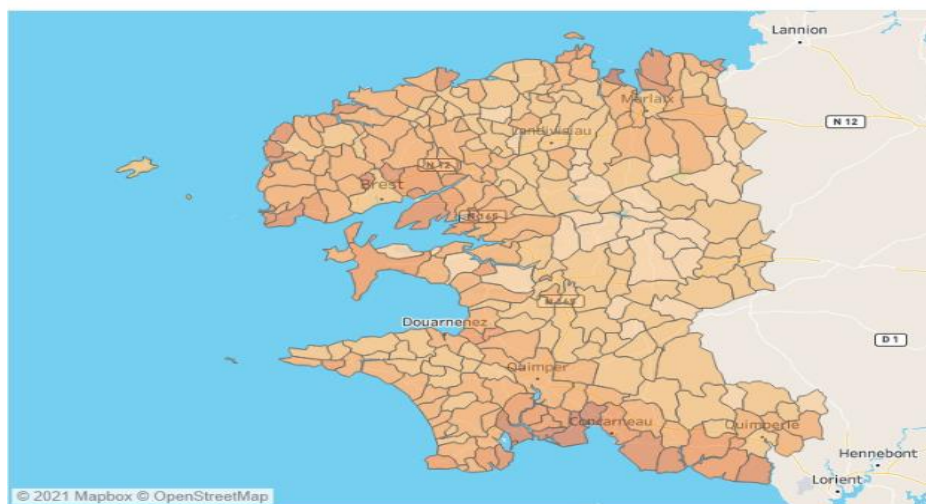 Lannion
Morlaix
N 12
Landivisiau
N 12
Brest
N 165
N 165
Douarnenez
D 1
Quimper
Concarneau
Quimperlé
Hennebont
Lorient
© 2021 Mapbox © OpenStreetMap